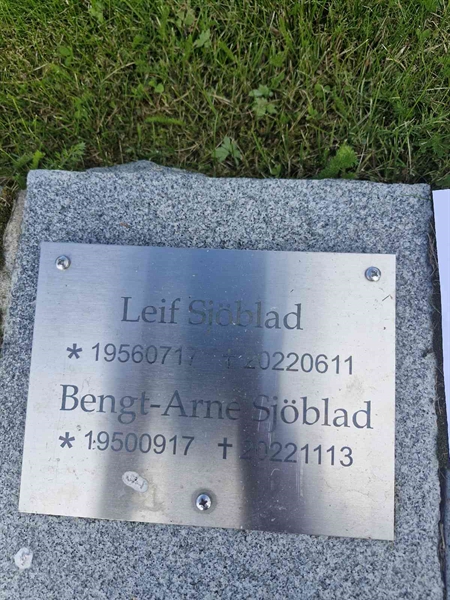 Leif Sjöblad
* 19560717 † 20220611
Bengt-Arne Sjöblad
* 19500917 † 20221113